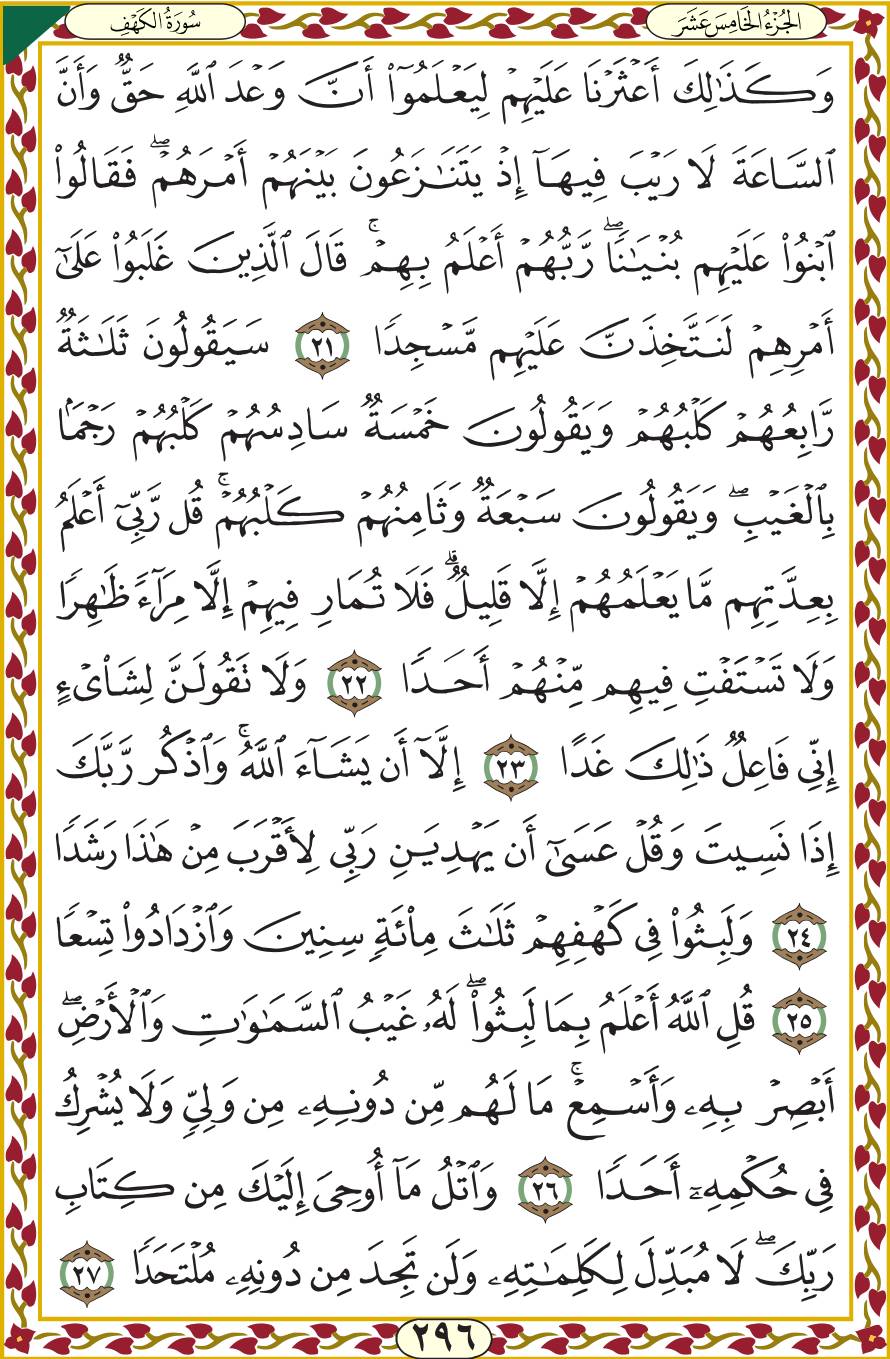 الجُزْءُ الخَامِسَ عَشَرَ
سُورَةُ الكَهْفِ
وَكَذَٰلِكَ أَعْثَرْنَا عَلَيْهِمْ لِيَعْلَمُوٓا۟ أَنَّ وَعْدَ ٱللَّهِ حَقٌّ وَأَنَّ
ٱلسَّاعَةَ لَا رَيْبَ فِيهَآ إِذْ يَتَنَـٰزَعُونَ بَيْنَهُمْ أَمْرَهُمْ ۖ فَقَالُوا۟
ٱبْنُوا۟ عَلَيْهِم بُنْيَـٰنًا ۖ رَّبُّهُمْ أَعْلَمُ بِهِمْ ۚ قَالَ ٱلَّذِينَ غَلَبُوا۟ عَلَىٰٓ
أَمْرِهِمْ لَنَتَّخِذَنَّ عَلَيْهِم مَّسْجِدًا ٢١ سَيَقُولُونَ ثَلَـٰثَةٌ
رَّابِعُهُمْ كَلْبُهُمْ وَيَقُولُونَ خَمْسَةٌ سَادِسُهُمْ كَلْبُهُمْ رَجْمًۢا
بِٱلْغَيْبِ ۖ وَيَقُولُونَ سَبْعَةٌ وَثَامِنُهُمْ كَلْبُهُمْ ۚ قُل رَّبِّىٓ أَعْلَمُ
بِعِدَّتِهِم مَّا يَعْلَمُهُمْ إِلَّا قَلِيلٌ ۗ فَلَا تُمَارِ فِيهِمْ إِلَّا مِرَآءً ظَـٰهِرًا
وَلَا تَسْتَفْتِ فِيهِم مِّنْهُمْ أَحَدًا ٢٢ وَلَا تَقُولَنَّ لِشَا۟ىْءٍ
إِنِّى فَاعِلٌ ذَٰلِكَ غَدًا ٢٣ إِلَّآ أَن يَشَآءَ ٱللَّهُ ۚ وَٱذْكُر رَّبَّكَ
إِذَا نَسِيتَ وَقُلْ عَسَىٰٓ أَن يَهْدِيَنِ رَبِّى لِأَقْرَبَ مِنْ هَـٰذَا رَشَدًا
٢٤ وَلَبِثُوا۟ فِى كَهْفِهِمْ ثَلَـٰثَ مِا۟ئَةٍ سِنِينَ وَٱزْدَادُوا۟ تِسْعًا
٢٥ قُلِ ٱللَّهُ أَعْلَمُ بِمَا لَبِثُوا۟ ۖ لَهُۥ غَيْبُ ٱلسَّمَـٰوَٰتِ وَٱلْأَرْضِ ۖ
أَبْصِرْ بِهِۦ وَأَسْمِعْ ۚ مَا لَهُم مِّن دُونِهِۦ مِن وَلِىٍّ وَلَا يُشْرِكُ
فِى حُكْمِهِۦٓ أَحَدًا ٢٦ وَٱتْلُ مَآ أُوحِىَ إِلَيْكَ مِن كِتَابِ
رَبِّكَ ۖ لَا مُبَدِّلَ لِكَلِمَـٰتِهِۦ وَلَن تَجِدَ مِن دُونِهِۦ مُلْتَحَدًا ٢٧
٢٩٦